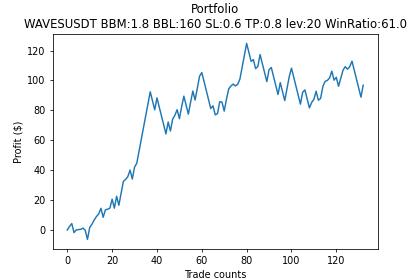 Portfolio
WAVESUSDT BBM:1.8 BBL:160 SL:0.6 TP:0.8 lev:20 WinRatio:61.0
120
100
80
60
40
20
0
Profit ($)
0 20 40 60 80 100 120
Trade counts